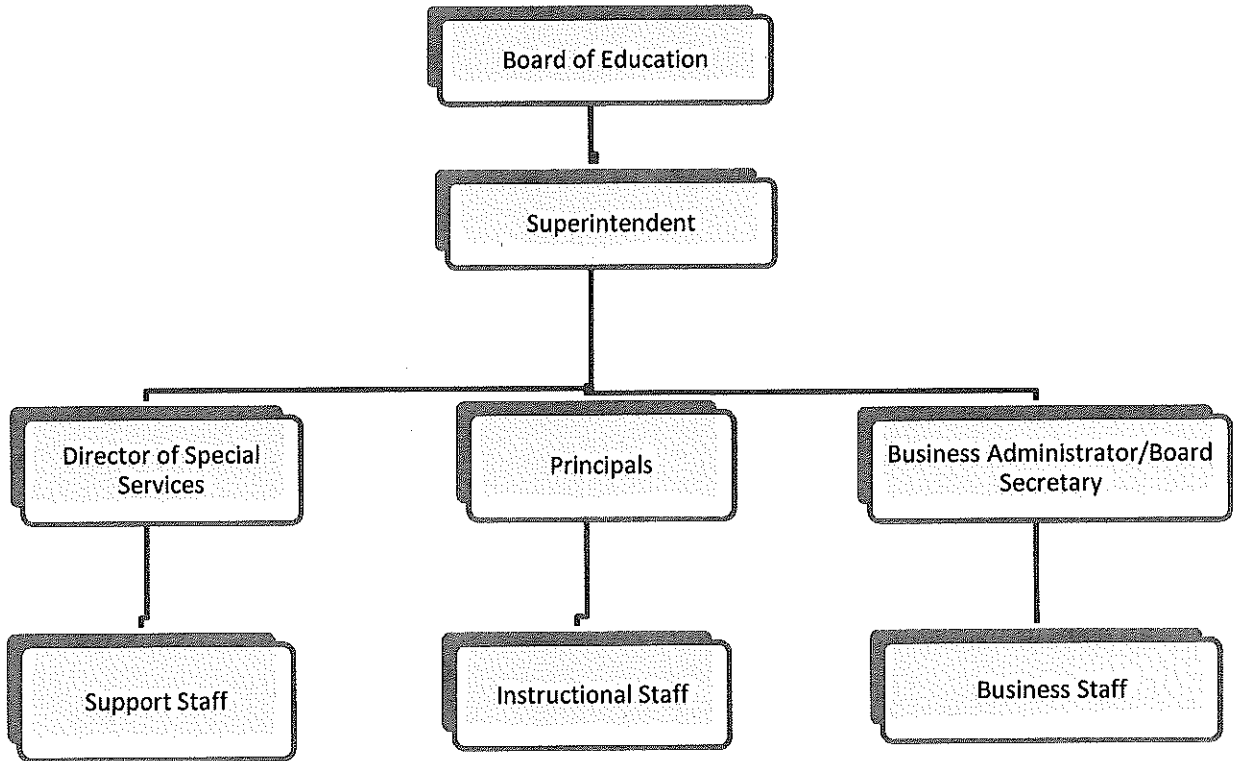 Board of Education
Superintendent
Director of Special
Services
Principals
Business Administrator/Board
Secretary
Support Staff
Instructional Staff
Business Staff